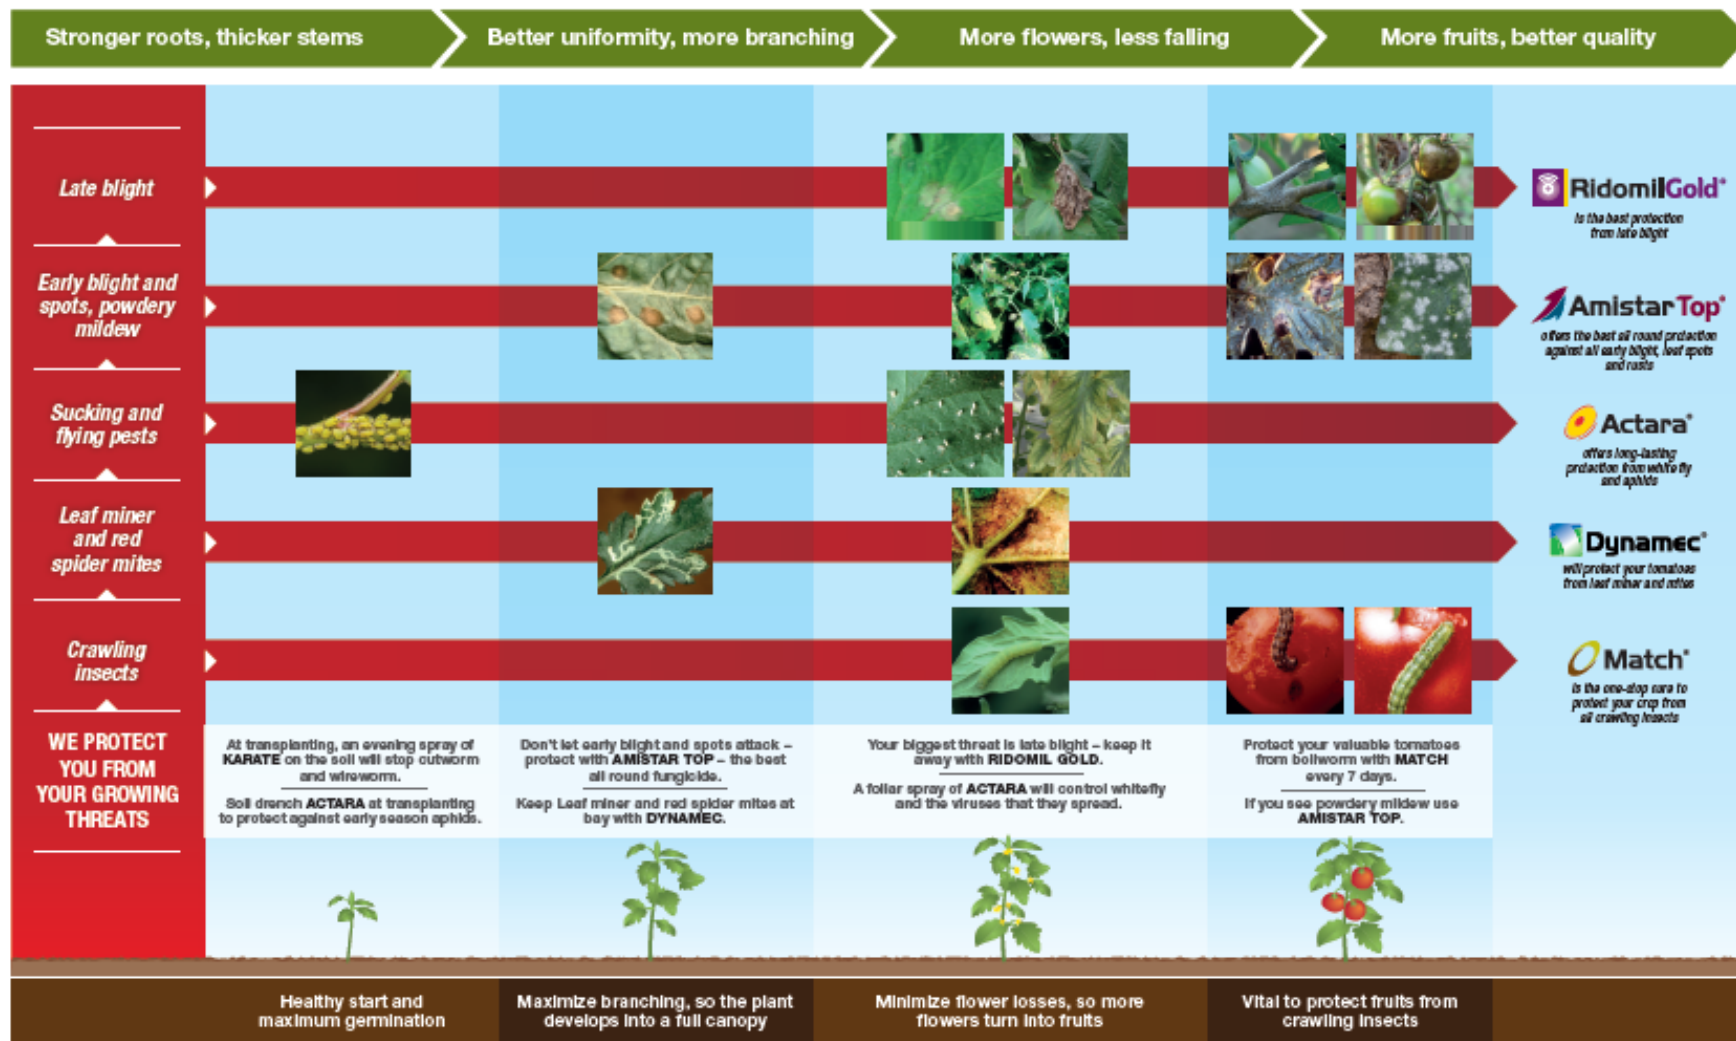 Stronger roots, thicker stems
Better uniformity, more branching
More flowers, less falling
More fruits, better quality
Late blight
RidomilGold®
is the best protection
from late blight
Early blight and
spots, powdery
mildew
AmistarTop®
offers the best all round protection
against all early blight, leaf spots
and rusts
Sucking and
flying pests
Actara®
offers long-lasting
protection from whitefly
and aphids
Leaf miner
and red
spider mites
Dynamec®
will protect your tomatoes
from leaf miner and mites
Crawling
insects
Match®
is the one-stop cure to
protect your crop from
all crawling insects
WE PROTECT
YOU FROM
YOUR GROWING
THREATS
At transplanting, an evening spray of
KARATE on the soil will stop cutworm
and wireworm.
Soil drench ACTARA at transplanting
to protect against early season aphids.
Don't let early blight and spots attack –
protect with AMISTAR TOP – the best
all round fungicide.
Keep Leaf miner and red spider mites at
bay with DYNAMEC.
Your biggest threat is late blight – keep it
away with RIDOMIL GOLD.
A foliar spray of ACTARA will control whitefly
and the viruses that they spread.
Protect your valuable tomatoes
from bollworm with MATCH
every 7 days.
If you see powdery mildew use
AMISTAR TOP.
Healthy start and
maximum germination
Maximize branching, so the plant
develops into a full canopy
Minimize flower losses, so more
flowers turn into fruits
Vital to protect fruits from
crawling insects